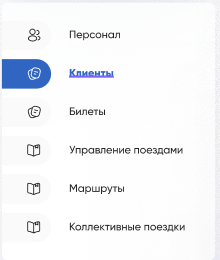 Персонал
Клиенты
Билеты
Управление поездами
Маршруты
Коллективные поездки